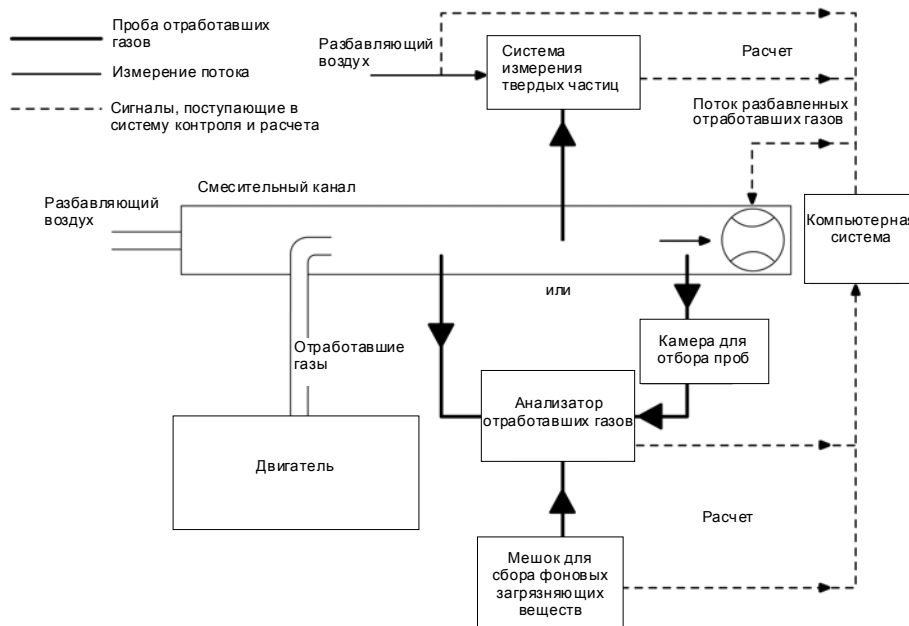 Проба отработавших
газов
Измерение потока
Сигналы, поступающие в
систему контроля и расчета
Разбавляющий
воздух
Система
измерения
твердых частиц
Расчет
Поток разбавленных
отработавших газов
Смесительный канал
Разбавляющий
воздух
Компьютерная
система
или
Отработавшие
газы
Камера для
отбора проб
Анализатор
отработавших газов
Двигатель
Расчет
Мешок для
сбора фоновых
загрязняющих
веществ